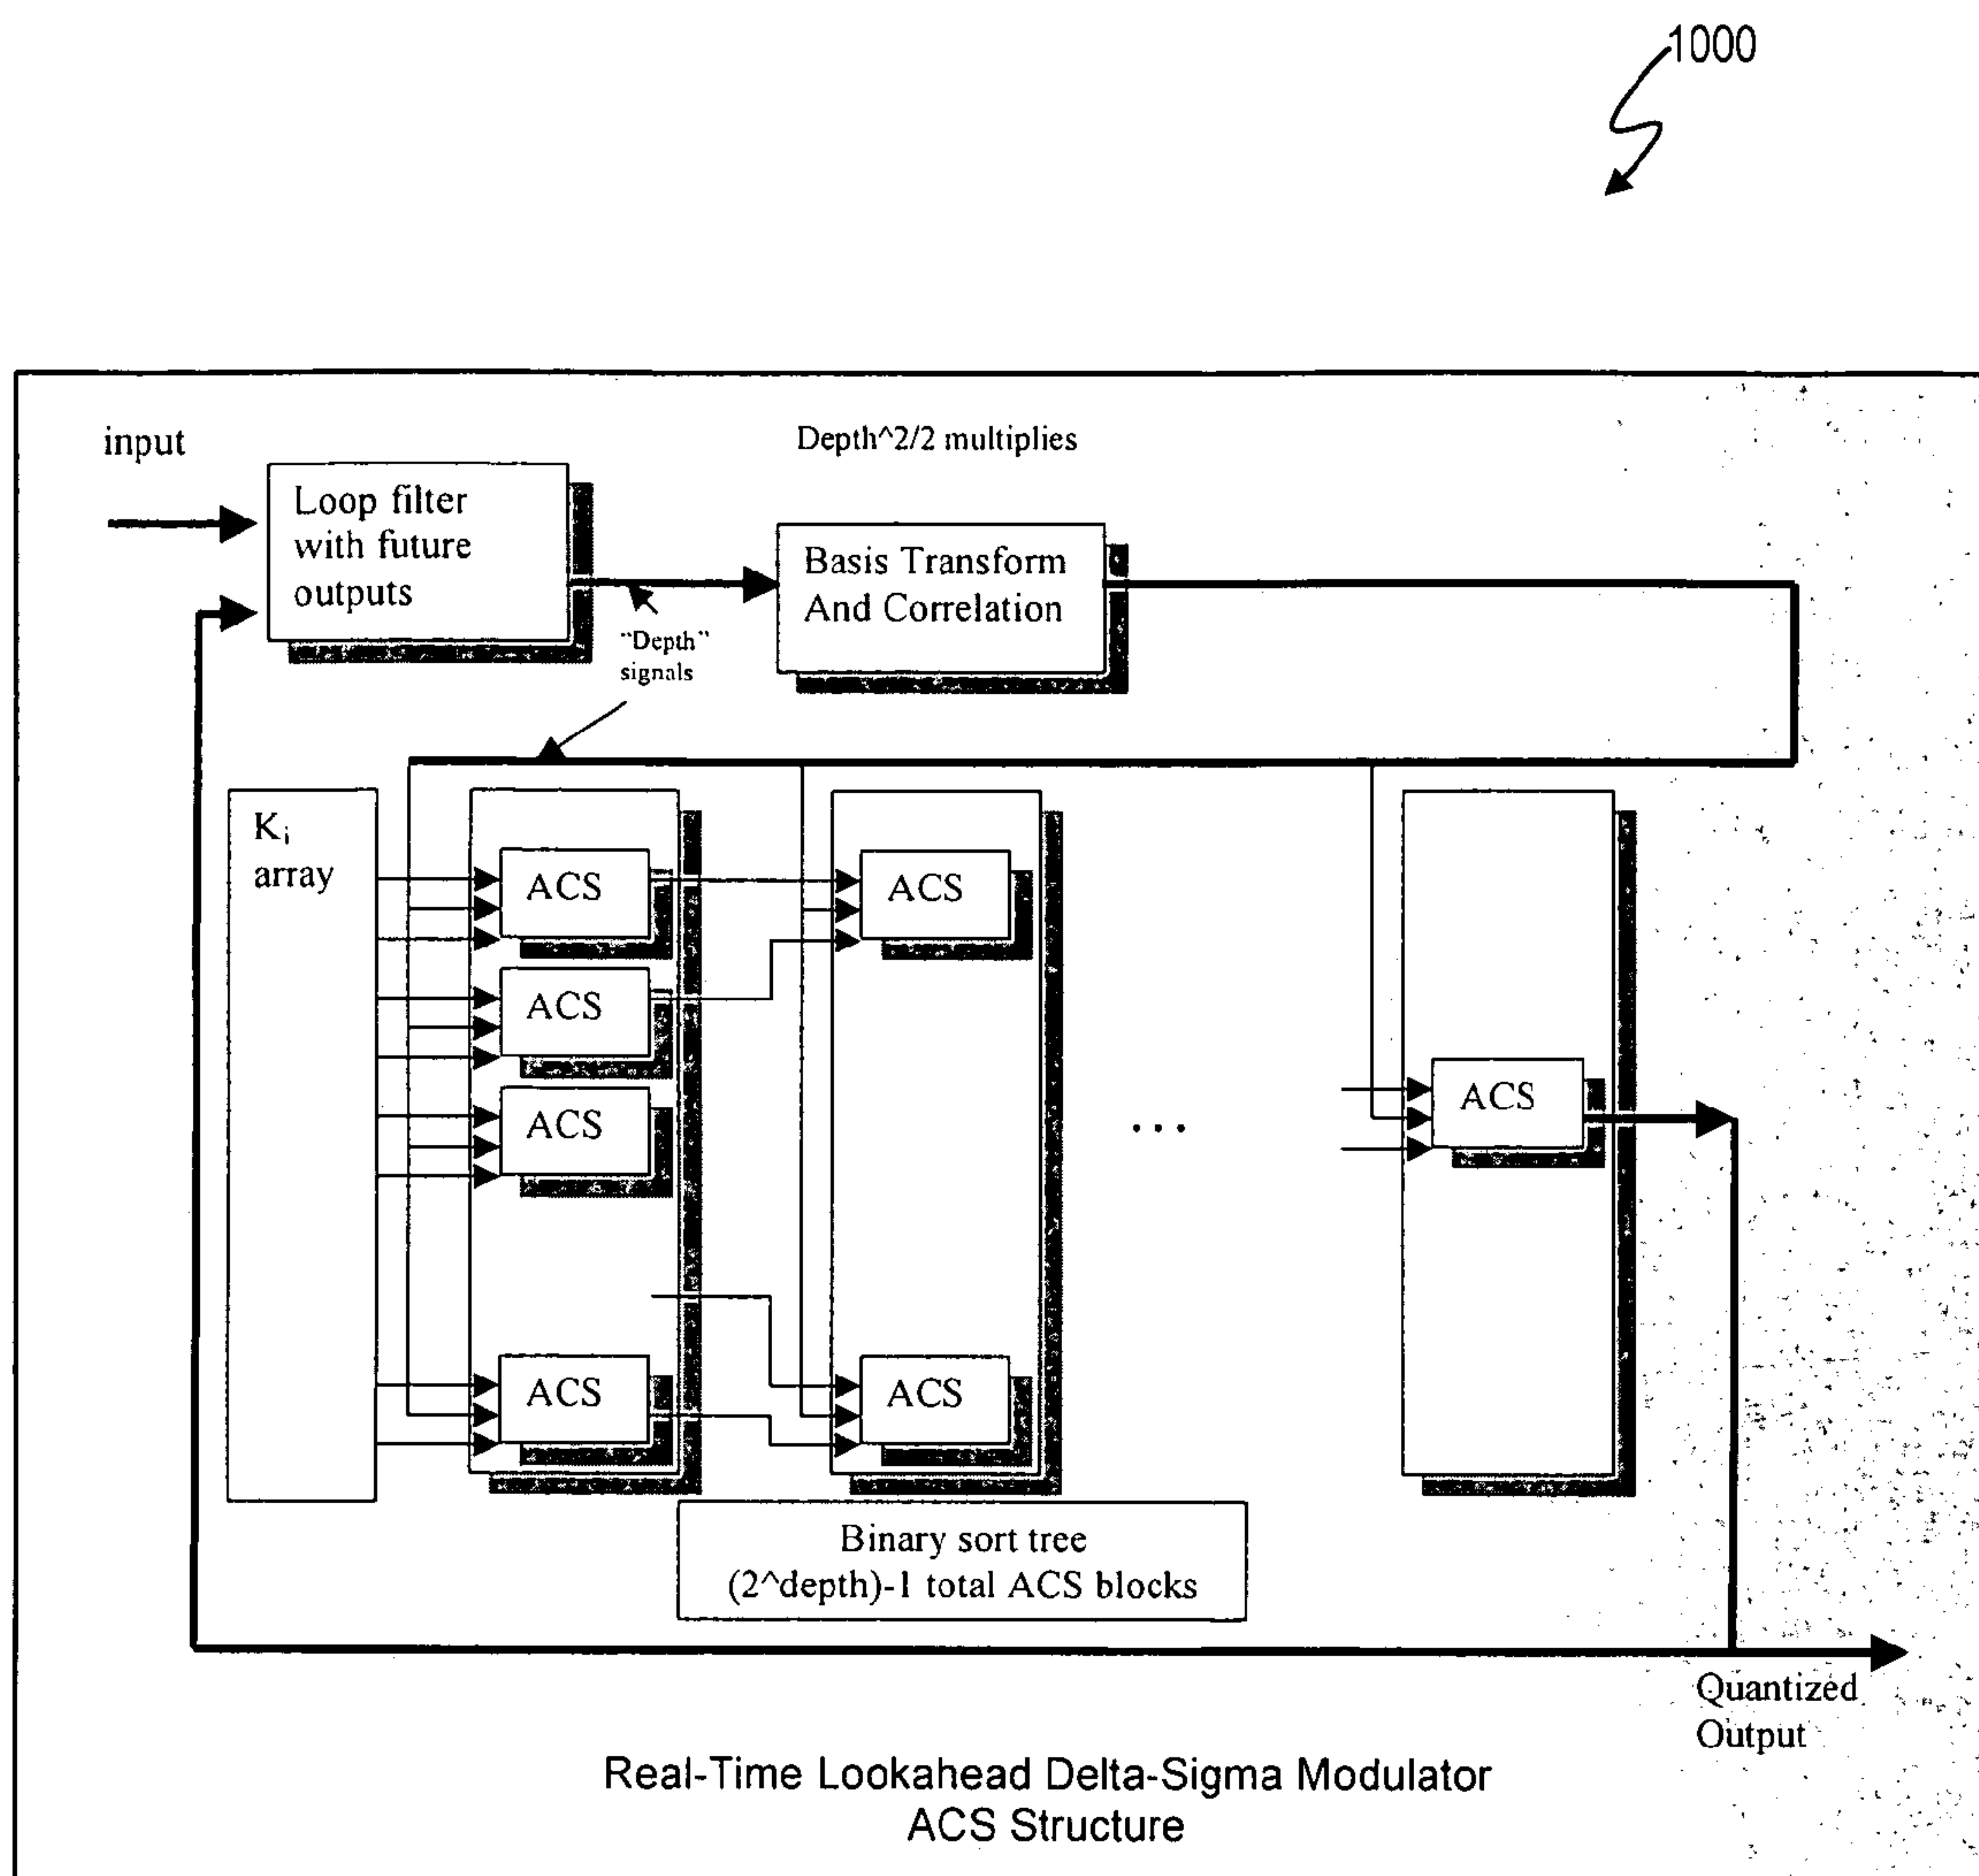 1000
input
Depth^2/2 multiplies
Loop filter
with future
outputs
Basis Transform
And Correlation
"Depth"
signals
Ki
array
ACS
ACS
ACS
ACS
ACS
ACS
ACS
...
Binary sort tree
(2^depth)-1 total ACS blocks
Quantized
Output
Real-Time Lookahead Delta-Sigma Modulator
ACS Structure